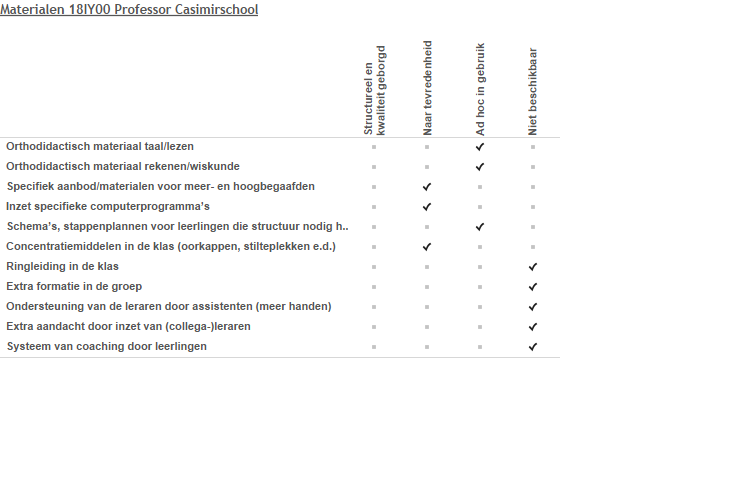 Materialen 18IY00 Professor Casimirschool
Structureel en
kwaliteit geborgd
Naar tevredenheid
Ad hoc in gebruik
Niet beschikbaar
Orthodidactisch materiaal taal/lezen
Orthodidactisch materiaal rekenen/wiskunde
Specifiek aanbod/materialen voor meer- en hoogbegaafden
Inzet specifieke computerprogramma's
Schema's, stappenplannen voor leerlingen die structuur nodig h..
Concentratiemiddelen in de klas (oorkappen, stilteplekken e.d.)
Ringleiding in de klas
Extra formatie in de groep
Ondersteuning van de leraren door assistenten (meer handen)
Extra aandacht door inzet van (collega-)leraren
Systeem van coaching door leerlingen